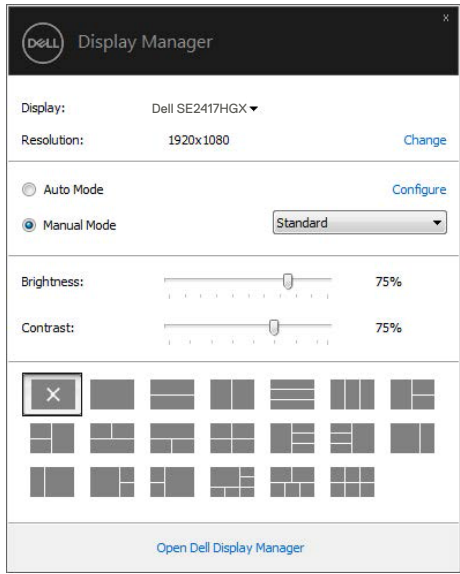 DELL
Display Manager
x
Display: Dell SE2417HGX
Resolution: 1920x1080 Change
Auto Mode Configure
Manual Mode Standard
Brightness: 75%
Contrast: 75%
Open Dell Display Manager